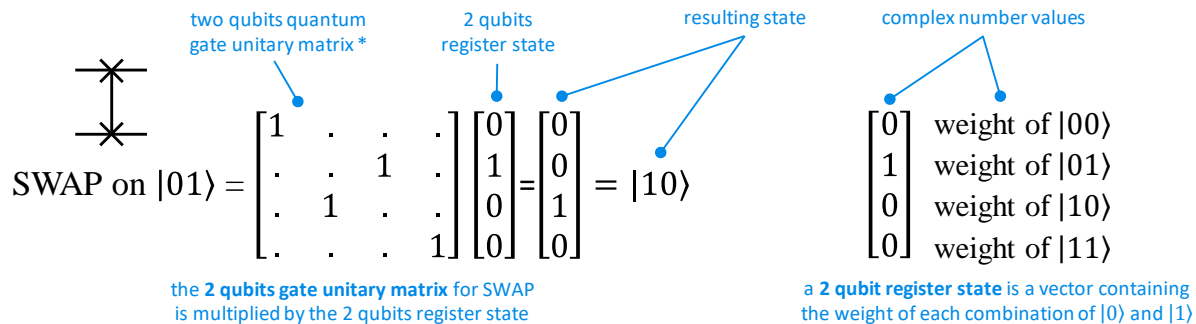 two qubits quantum
gate unitary matrix *
2 qubits
register state
resulting state
complex number values
SWAP on |01⟩ = [1 . . .] [0] = [0] = |10⟩
[. . 1 .] [1] [0]
[. 1 . .] [0] [1]
[. . . 1] [0] [0]
[0] weight of |00⟩
[1] weight of |01⟩
[0] weight of |10⟩
[0] weight of |11⟩
the 2 qubits gate unitary matrix for SWAP
is multiplied by the 2 qubits register state
a 2 qubit register state is a vector containing
the weight of each combination of |0⟩ and |1⟩